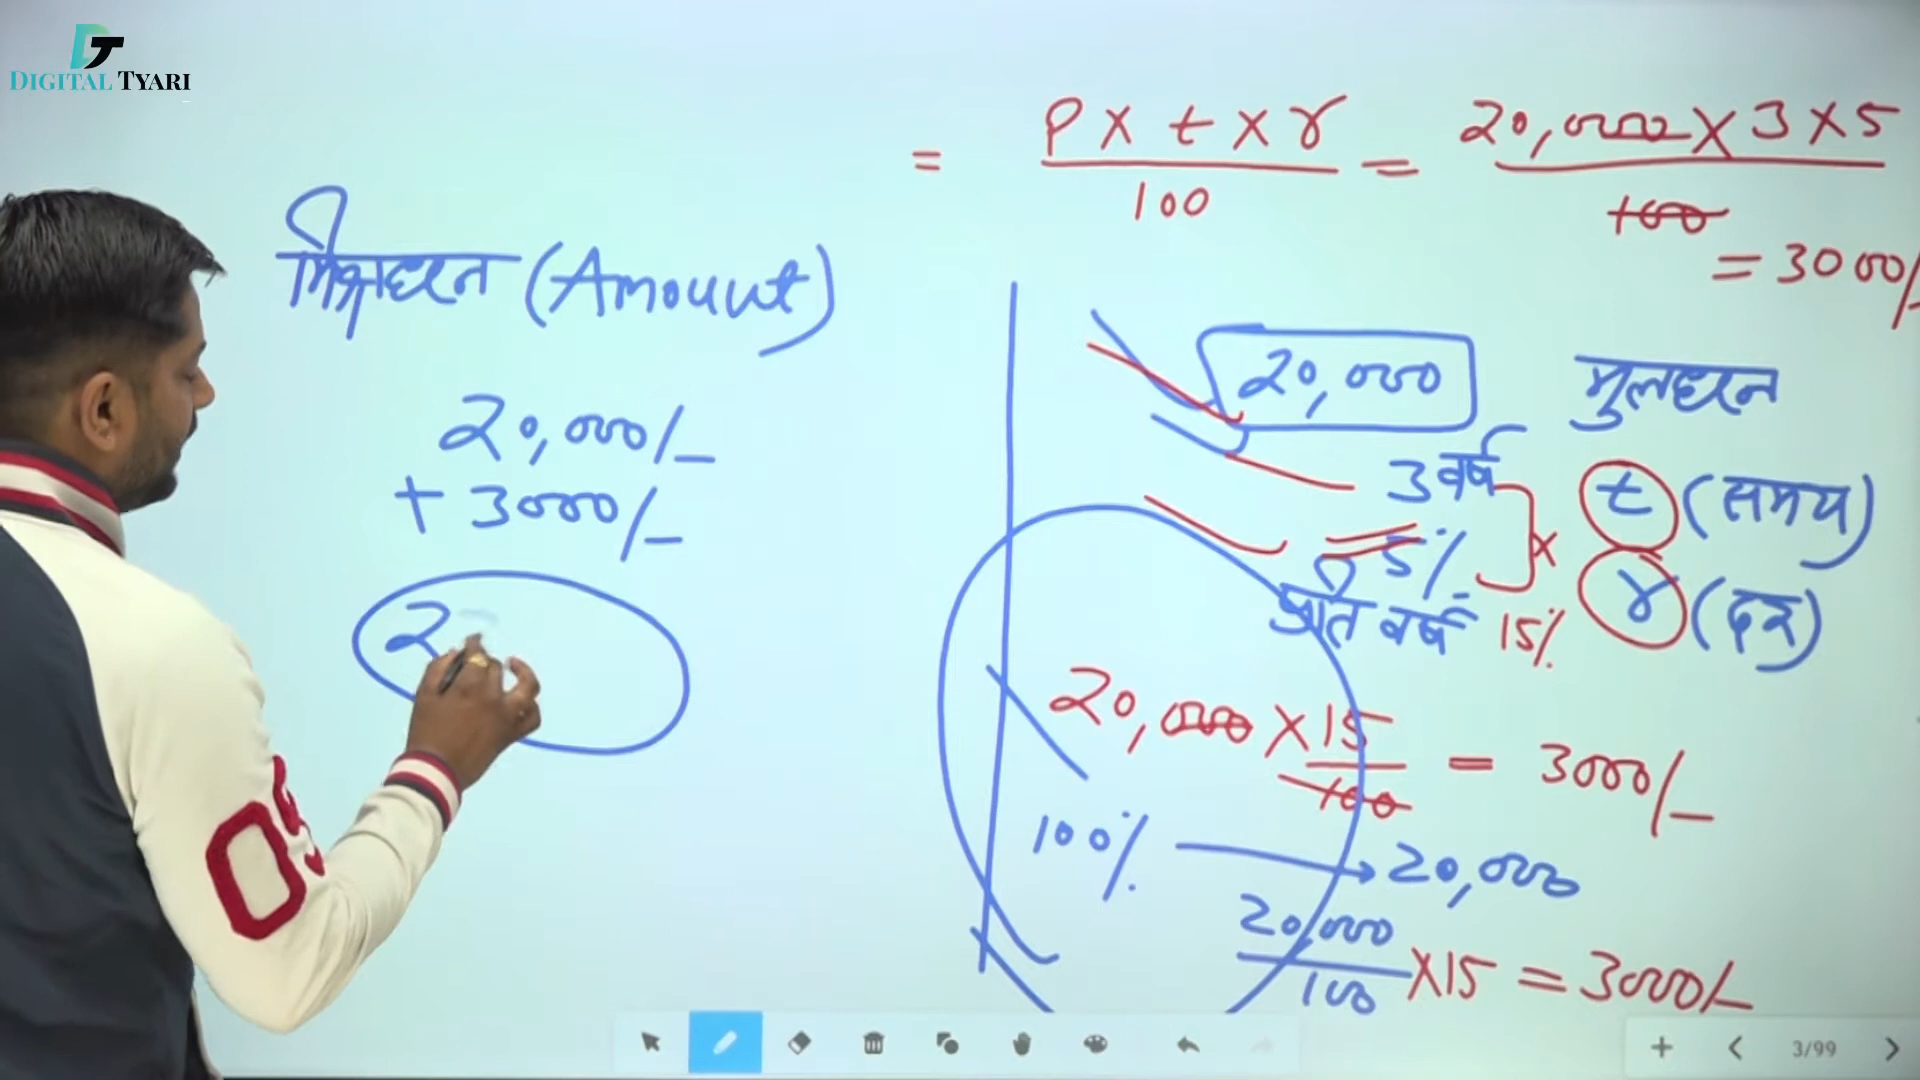 DIGITAL TYARI
= P x t x r / 100 = 20,000 x 3 x 5 / 100
= 3000/-
मिश्रधन (Amount)
20,000/-
+ 3000/-
2
20,000 मुलधन
3 वर्ष t (समय)
5% r (दर)
प्रति वर्ष 15%
20,000 x 15 / 100 = 3000/-
100% → 20,000
20,000 / 100 x 15 = 3000/-
3/99